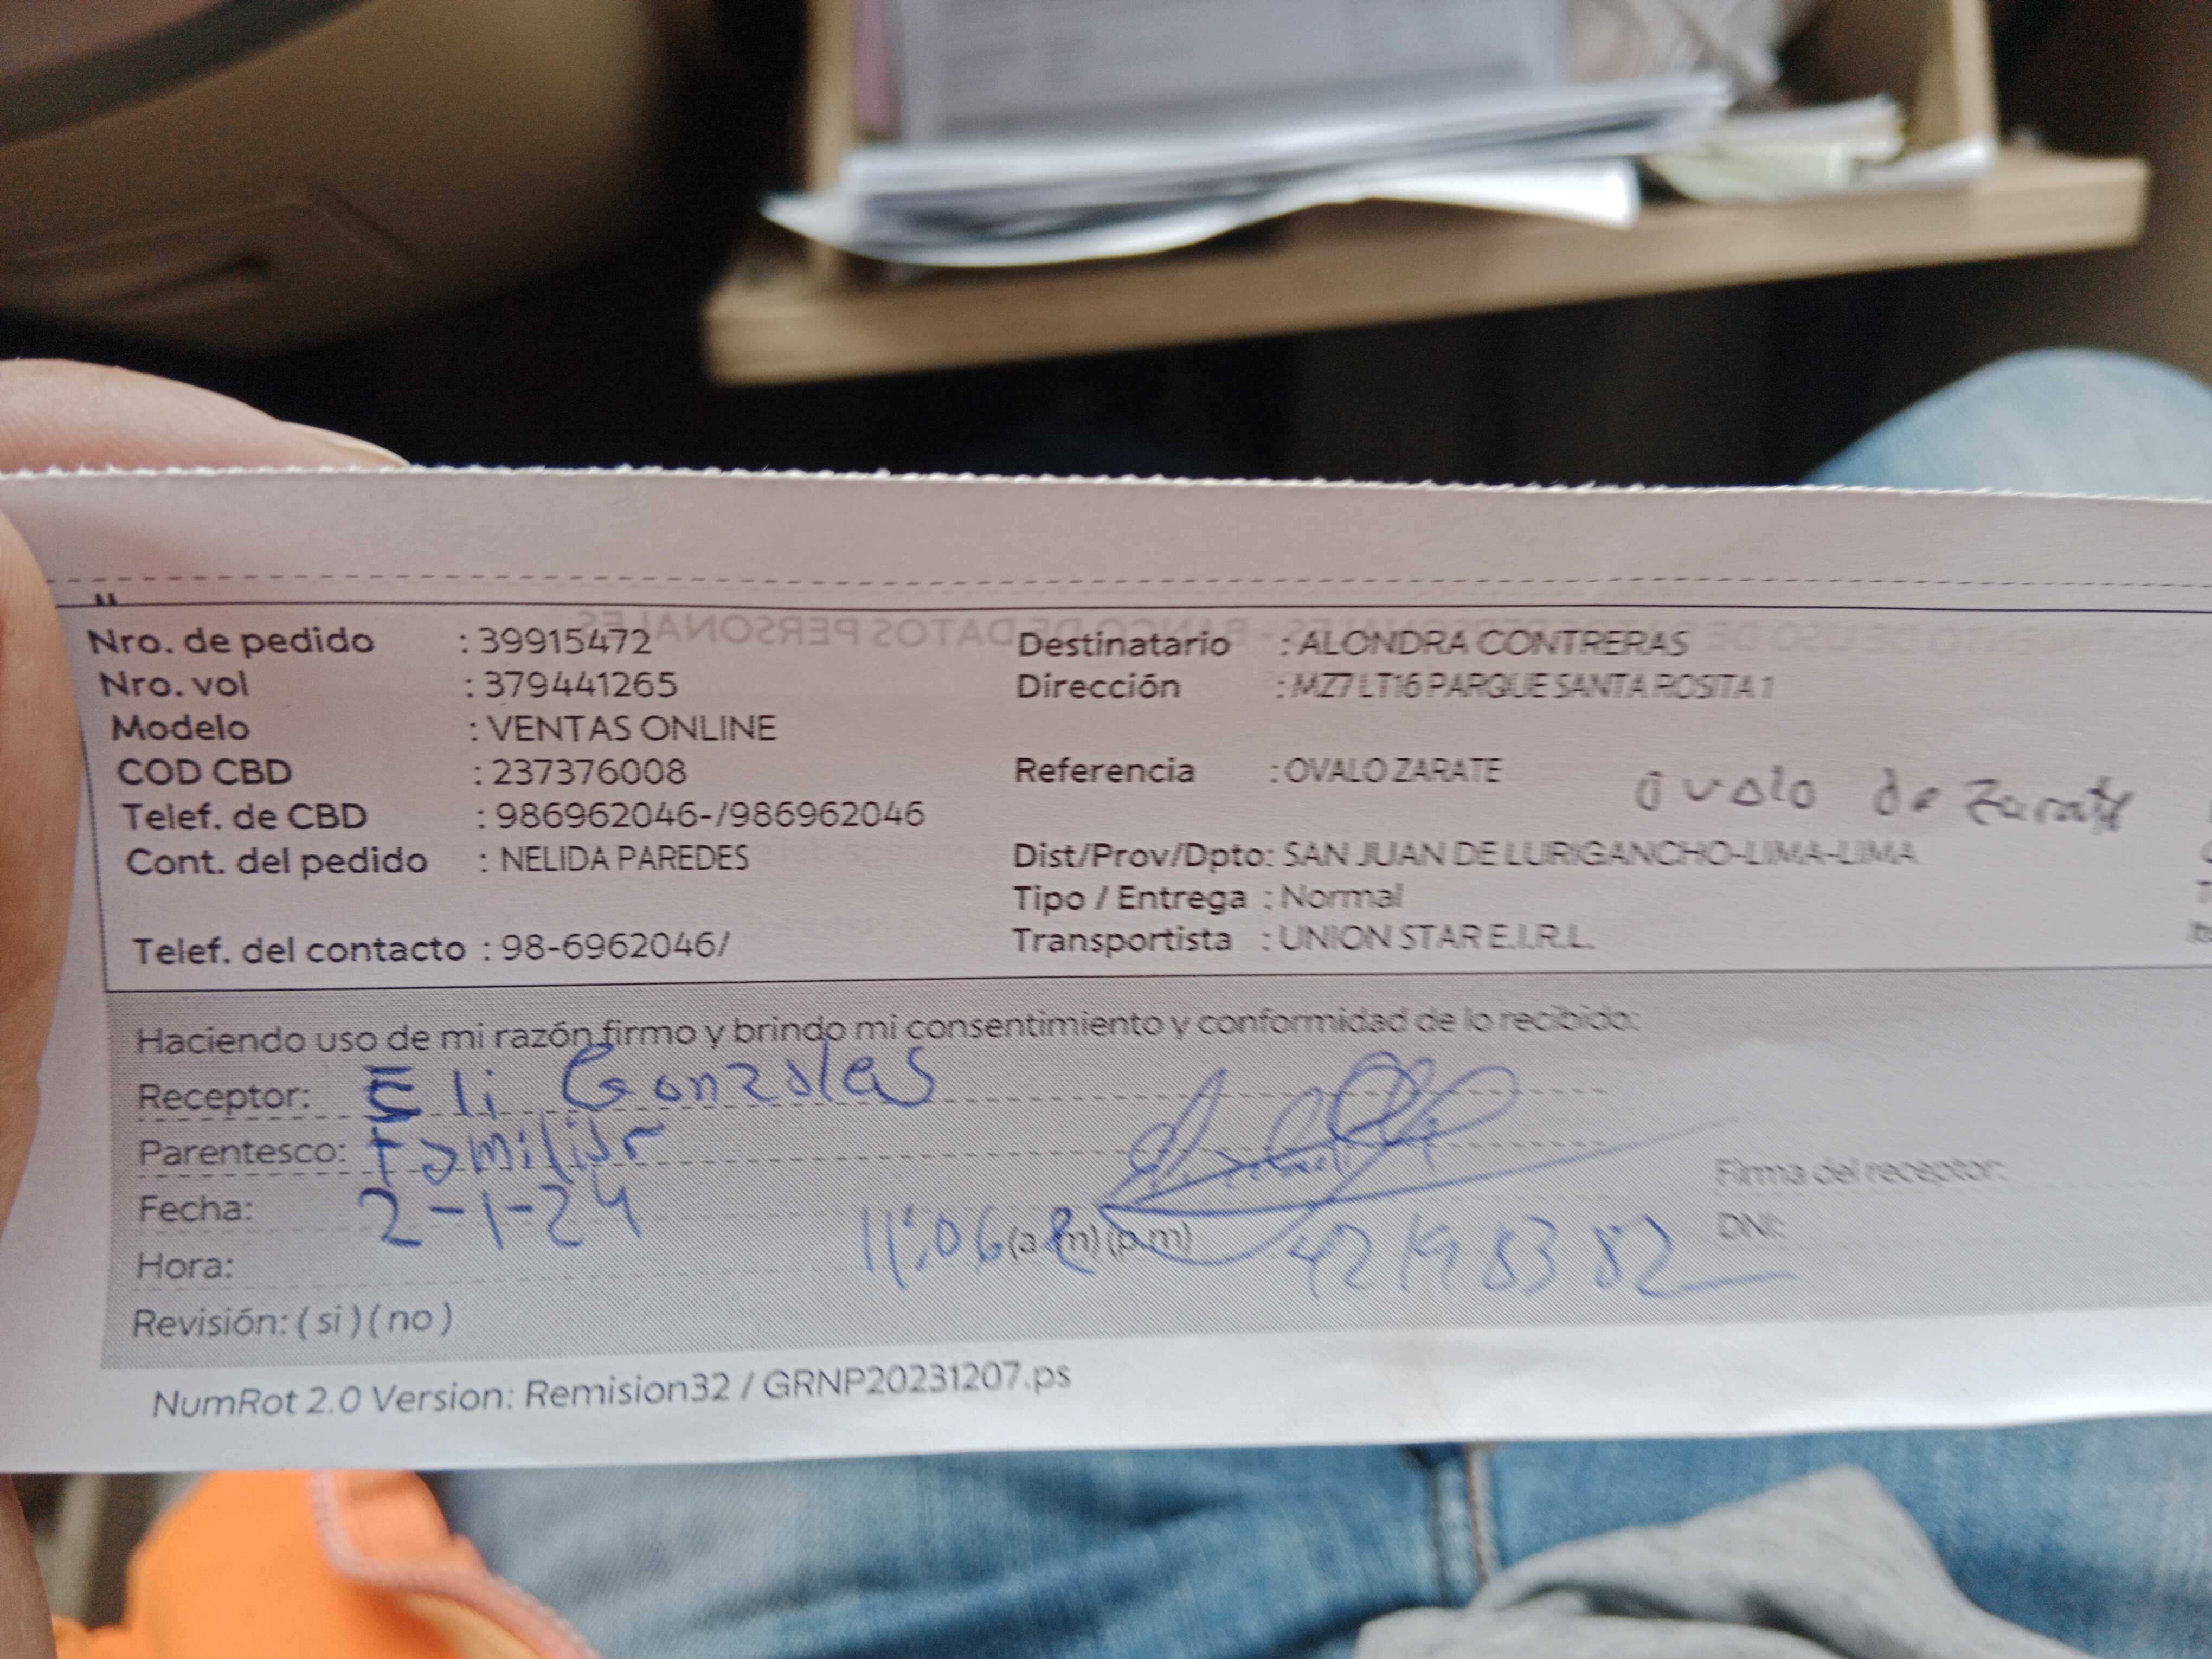 Nro. de pedido : 39915472
Nro. vol : 379441265
Modelo : VENTAS ONLINE
COD CBD : 237376008
Telef. de CBD : 986962046-/986962046
Cont. del pedido : NELIDA PAREDES
Telef. del contacto : 98-6962046/
Destinatario : ALONDRA CONTRERAS
Dirección : MZ7 LT16 PARQUE SANTA ROSITA 1
Referencia : OVALO ZARATE
ovalo de Zarate
Dist/Prov/Dpto: SAN JUAN DE LURIGANCHO-LIMA-LIMA
Tipo / Entrega : Normal
Transportista : UNION STAR E.I.R.L.
Haciendo uso de mi razón firmo y brindo mi consentimiento y conformidad de lo recibido:
Receptor: Eli Gonzales
Parentesco: Familiar
Fecha: 2-1-24
Hora: 11:06 (a m) (p m)
Firma del receptor:
DNI:
Revisión: ( si ) ( no )
NumRot 2.0 Version: Remision32 / GRNP20231207.ps